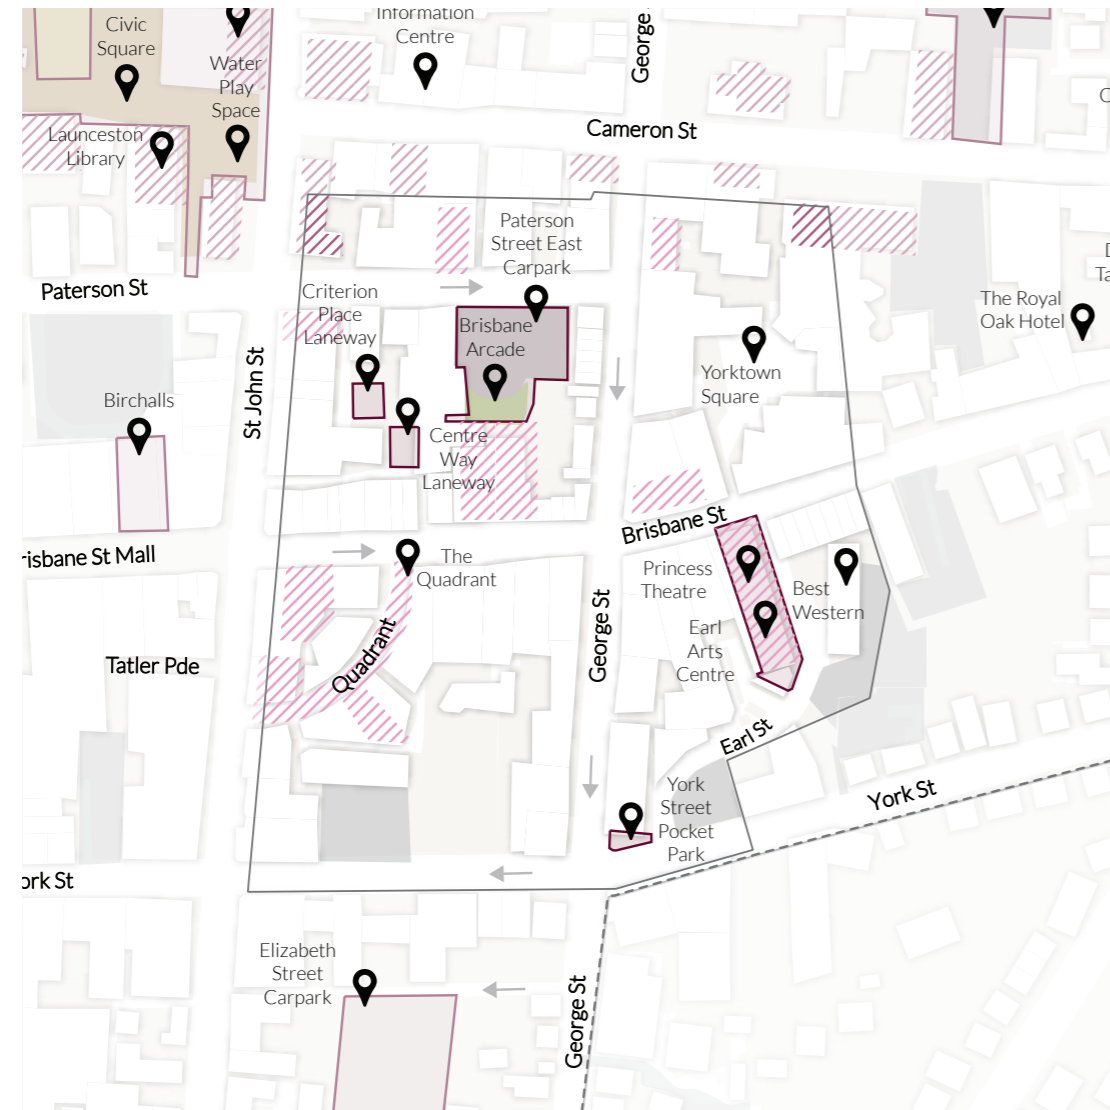 Information
Centre
Civic
Square
George St
Water
Play
Space
Cameron St
Launceston
Library
Paterson
Street East
Carpark
Paterson St
Criterion
Place
Laneway
Brisbane
Arcade
The Royal
Oak Hotel
Yorktown
Square
St John St
Birchalls
Centre
Way
Laneway
Brisbane St
risbane St Mall
The
Quadrant
Princess
Theatre
Best
Western
George St
Earl
Arts
Centre
Quadrant
Tatler Pde
Earl St
York St
York
Street
Pocket
Park
ork St
Elizabeth
Street
Carpark
George St